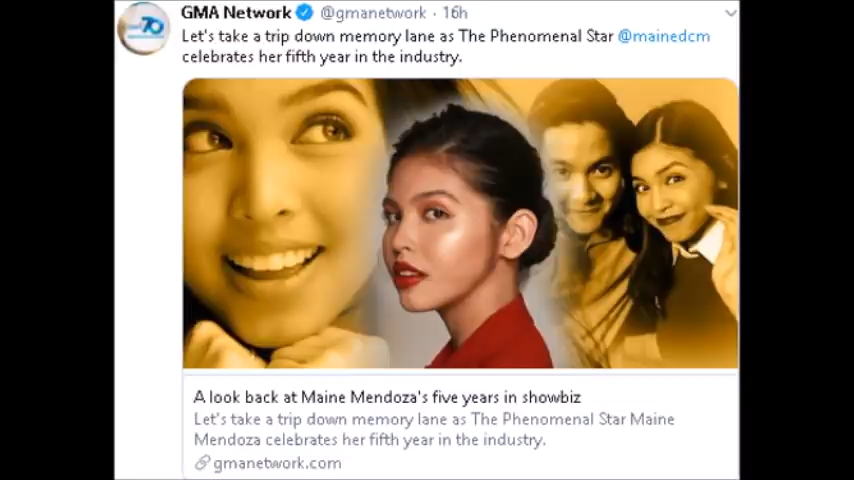 70
GMA Network @gmanetwork · 16h
Let's take a trip down memory lane as The Phenomenal Star @mainedcm
celebrates her fifth year in the industry.
A look back at Maine Mendoza's five years in showbiz
Let's take a trip down memory lane as The Phenomenal Star Maine
Mendoza celebrates her fifth year in the industry.
gmanetwork.com